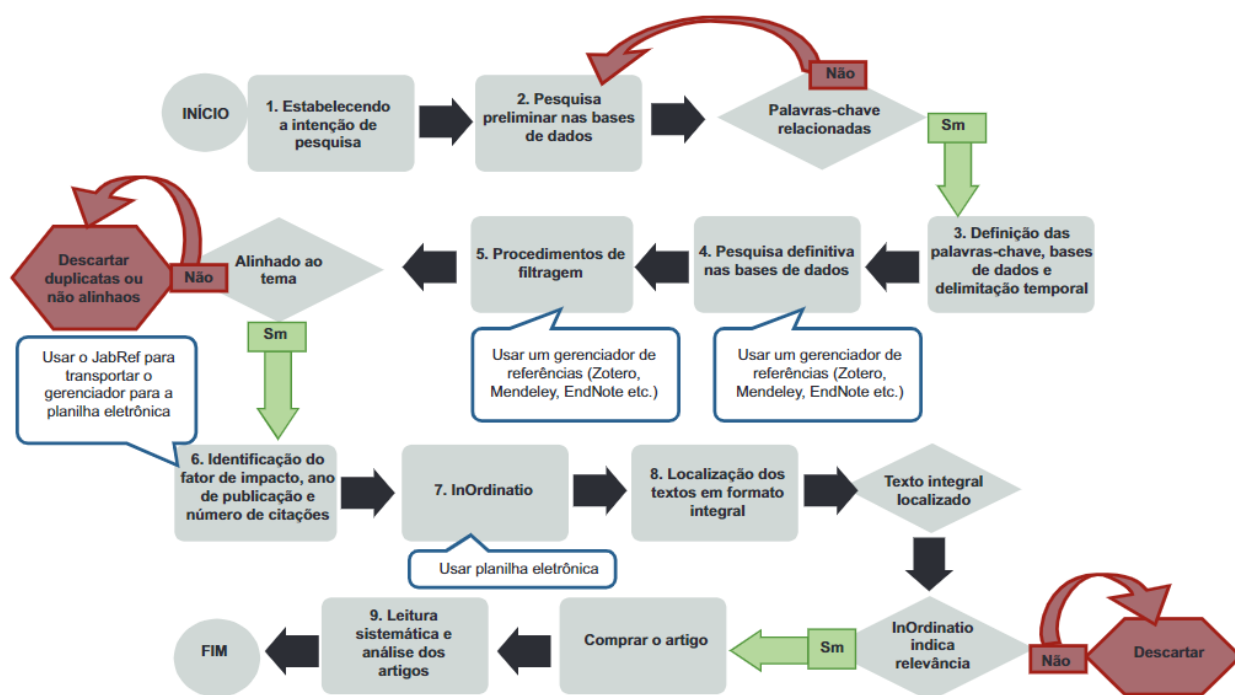 INÍCIO
1. Estabelecendo
a intenção de
pesquisa
2. Pesquisa
preliminar nas bases
de dados
Não
Palavras-chave
relacionadas
Sm
3. Definição das
palavras-chave, bases
de dados e
delimitação temporal
4. Pesquisa definitiva
nas bases de dados
5. Procedimentos de
filtragem
Alinhado ao
tema
Não
Descartar
duplicatas ou
não alinhaos
Usar um gerenciador de
referências (Zotero,
Mendeley, EndNote etc.)
Usar um gerenciador de
referências (Zotero,
Mendeley, EndNote etc.)
Sm
Usar o JabRef para
transportar o
gerenciador para a
planilha eletrônica
6. Identificação do
fator de impacto, ano
de publicação e
número de citações
7. InOrdinatio
Usar planilha eletrônica
8. Localização dos
textos em formato
integral
Texto integral
localizado
InOrdinatio
indica
relevância
Não
Descartar
Sm
Comprar o artigo
9. Leitura
sistemática e
análise dos
artigos
FIM